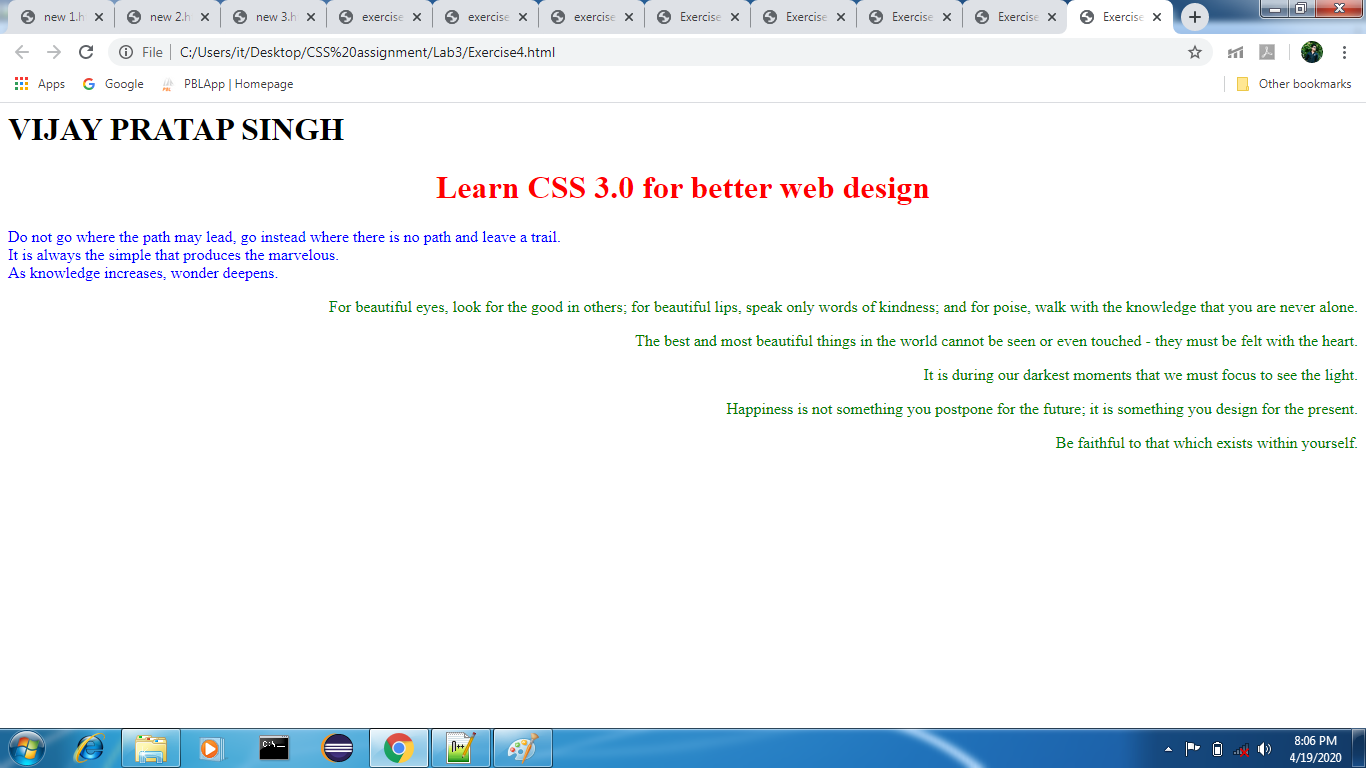 new 1.h new 2.h new 3.h exercise exercise exercise Exercise Exercise Exercise Exercise Exercise
File C:/Users/it/Desktop/CSS%20assignment/Lab3/Exercise4.html
Apps Google PBLApp | Homepage Other bookmarks
VIJAY PRATAP SINGH
Learn CSS 3.0 for better web design
Do not go where the path may lead, go instead where there is no path and leave a trail.
It is always the simple that produces the marvelous.
As knowledge increases, wonder deepens.
For beautiful eyes, look for the good in others; for beautiful lips, speak only words of kindness; and for poise, walk with the knowledge that you are never alone.
The best and most beautiful things in the world cannot be seen or even touched - they must be felt with the heart.
It is during our darkest moments that we must focus to see the light.
Happiness is not something you postpone for the future; it is something you design for the present.
Be faithful to that which exists within yourself.
8:06 PM
4/19/2020